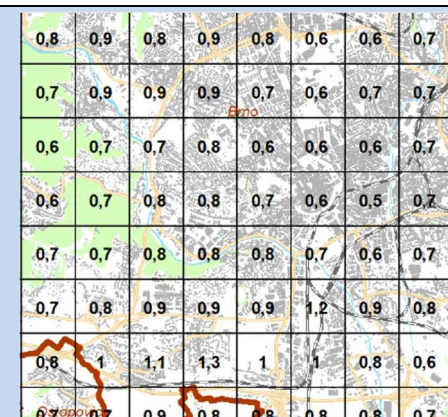 0,8 0,9 0,8 0,9 0,8 0,6 0,6 0,7
0,7 0,9 0,9 0,9 0,7 0,6 0,7 0,7
Brno
0,6 0,7 0,7 0,8 0,6 0,6 0,6 0,7
0,6 0,7 0,8 0,8 0,7 0,6 0,5 0,7
0,7 0,7 0,8 0,8 0,8 0,7 0,6 0,7
0,7 0,8 0,9 0,9 0,9 1,2 0,9 0,8
0,8 1 1,1 1,3 1 1 0,8 0,6
0,7 0,9 0,8 0,8 0,8 0,8 0,7